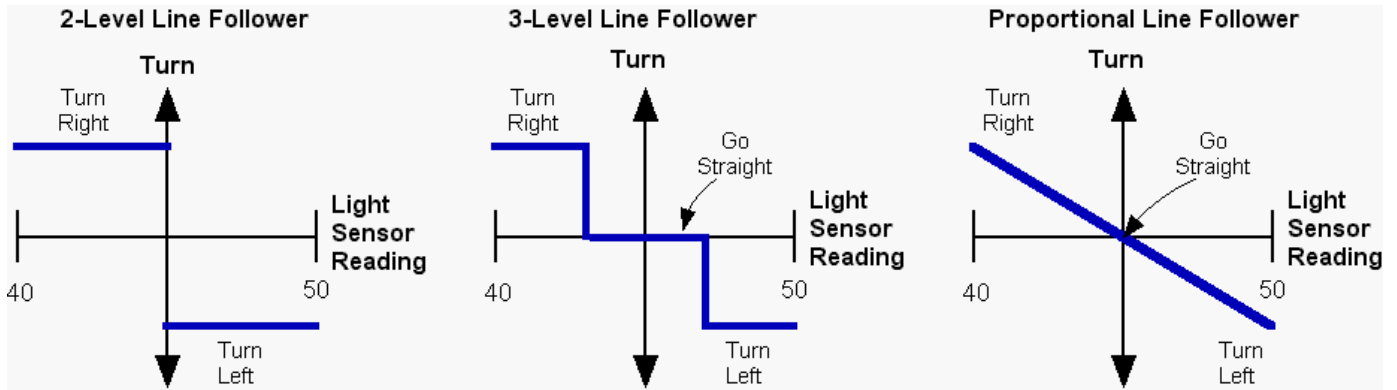 2-Level Line Follower
Turn
Turn
Right
Light
Sensor
Reading
40
50
Turn
Left
3-Level Line Follower
Turn
Turn
Right
Go
Straight
Light
Sensor
Reading
40
50
Turn
Left
Proportional Line Follower
Turn
Turn
Right
Go
Straight
Light
Sensor
Reading
40
50
Turn
Left